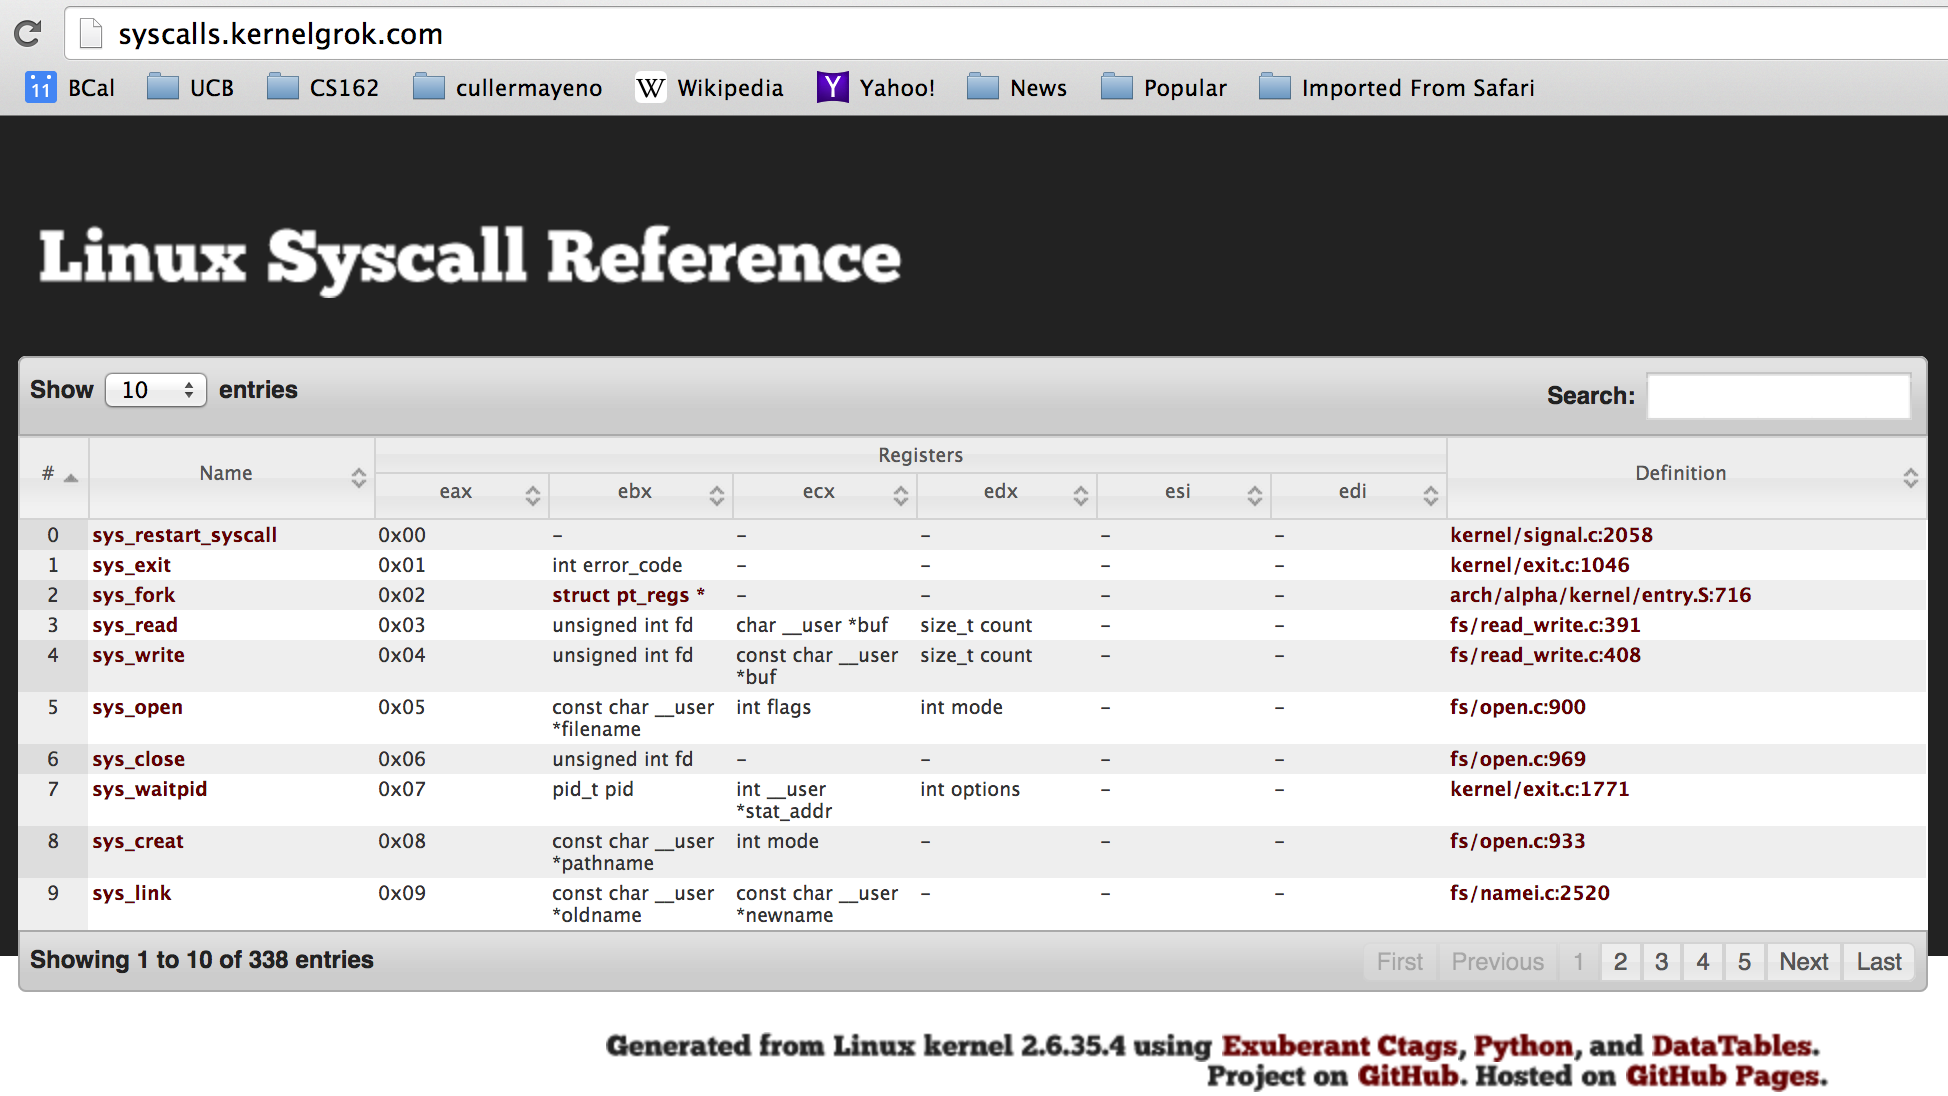 syscalls.kernelgrok.com
11 BCal UCB CS162 cullermayeno W Wikipedia Y Yahoo! News Popular Imported From Safari
Linux Syscall Reference
Show 10 entries Search:
# Name Registers Definition
eax ebx ecx edx esi edi
0 sys_restart_syscall 0x00 – – – – – kernel/signal.c:2058
1 sys_exit 0x01 int error_code – – – – kernel/exit.c:1046
2 sys_fork 0x02 struct pt_regs * – – – – arch/alpha/kernel/entry.S:716
3 sys_read 0x03 unsigned int fd char __user *buf size_t count – – fs/read_write.c:391
4 sys_write 0x04 unsigned int fd const char __user size_t count – – fs/read_write.c:408
*buf
5 sys_open 0x05 const char __user int flags int mode – – fs/open.c:900
*filename
6 sys_close 0x06 unsigned int fd – – – – fs/open.c:969
7 sys_waitpid 0x07 pid_t pid int __user int options – – kernel/exit.c:1771
*stat_addr
8 sys_creat 0x08 const char __user int mode – – – fs/open.c:933
*pathname
9 sys_link 0x09 const char __user const char __user – – – fs/namei.c:2520
*oldname *newname
Showing 1 to 10 of 338 entries First Previous 1 2 3 4 5 Next Last
Generated from Linux kernel 2.6.35.4 using Exuberant Ctags, Python, and DataTables.
Project on GitHub. Hosted on GitHub Pages.